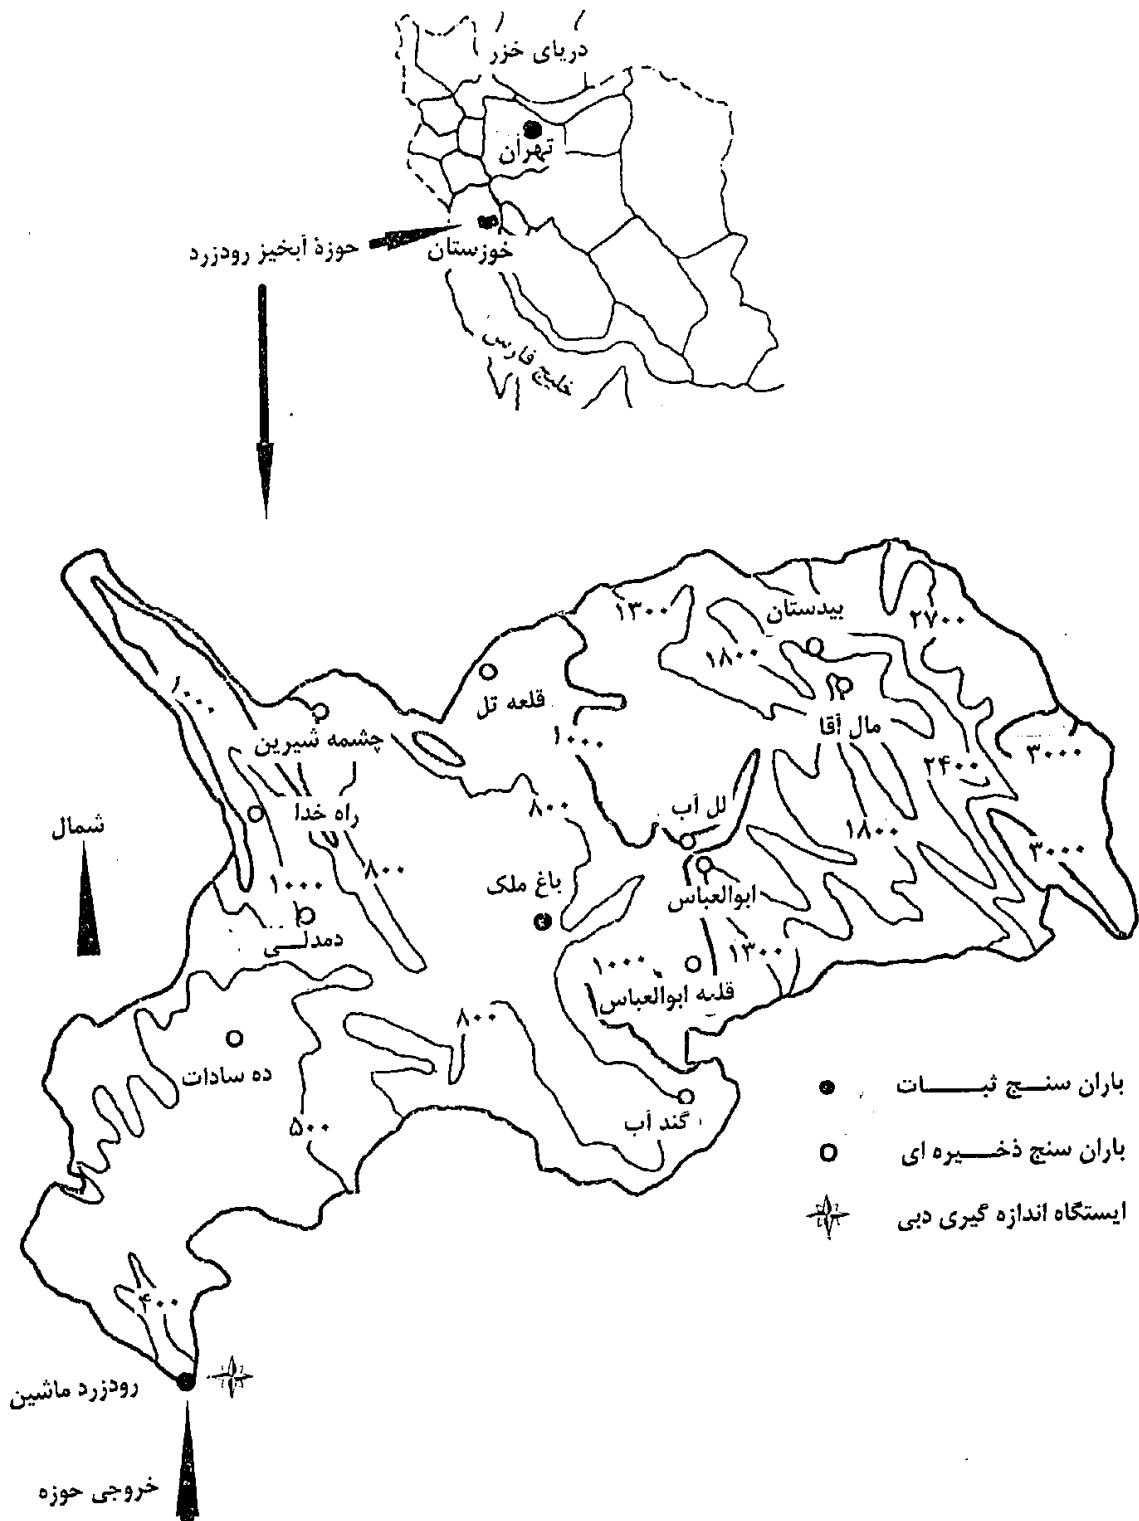 دریای خزر
تهران
حوزهٔ آبخیز رودزرد
خوزستان
خلیج فارس
بیدستان
۱۳۰۰
۲۷۰۰
۱۸۰۰
۱۰۰۰
قلعه تل
مال آقا
چشمه شیرین
۱۰۰۰
۳۰۰۰
۲۴۰۰
۸۰۰
لل آب
راه خدا
شمال
۱۸۰۰
۳۰۰۰
۸۰۰
۱۰۰۰
باغ ملک
ابوالعباس
دمدلی
۱۳۰۰
۱۰۰۰
قلعه ابوالعباس
۸۰۰
ده سادات
باران سنج ثبات
گند آب
۵۰۰
باران سنج ذخیره ای
ایستگاه اندازه گیری دبی
۴۰۰
رودزرد ماشین
خروجی حوزه